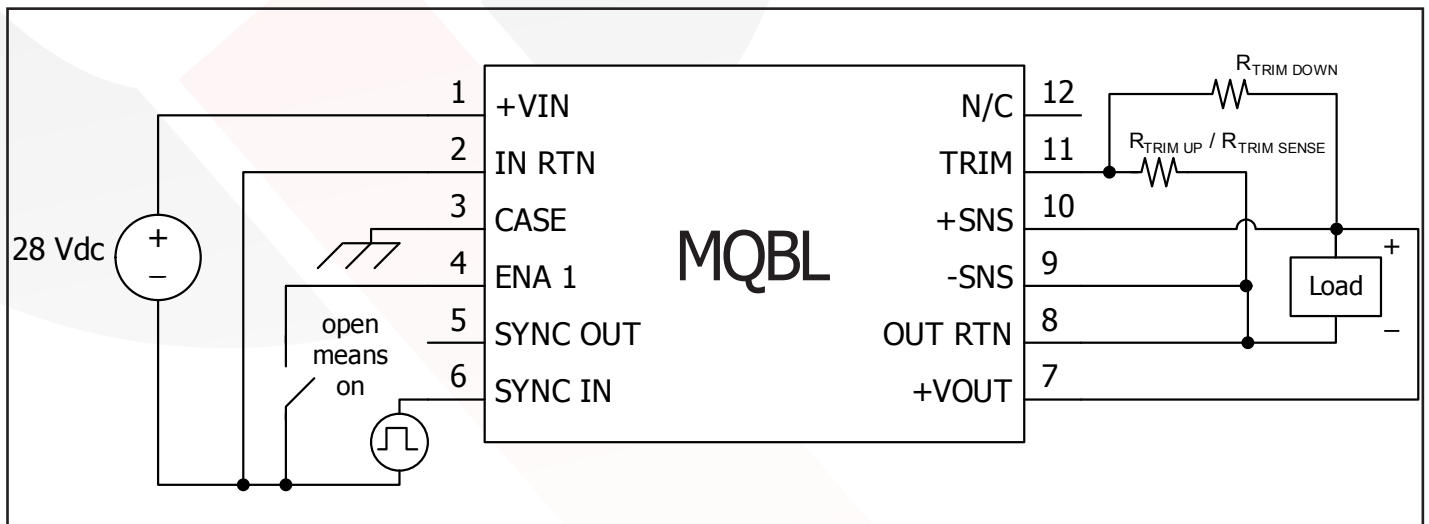 28 Vdc
+
−
open
means
on
1
2
3
4
5
6
+VIN
IN RTN
CASE
ENA 1
SYNC OUT
SYNC IN
MQBL
N/C
TRIM
+SNS
-SNS
OUT RTN
+VOUT
12
11
10
9
8
7
RTRIM DOWN
RTRIM UP / RTRIM SENSE
+
Load
−